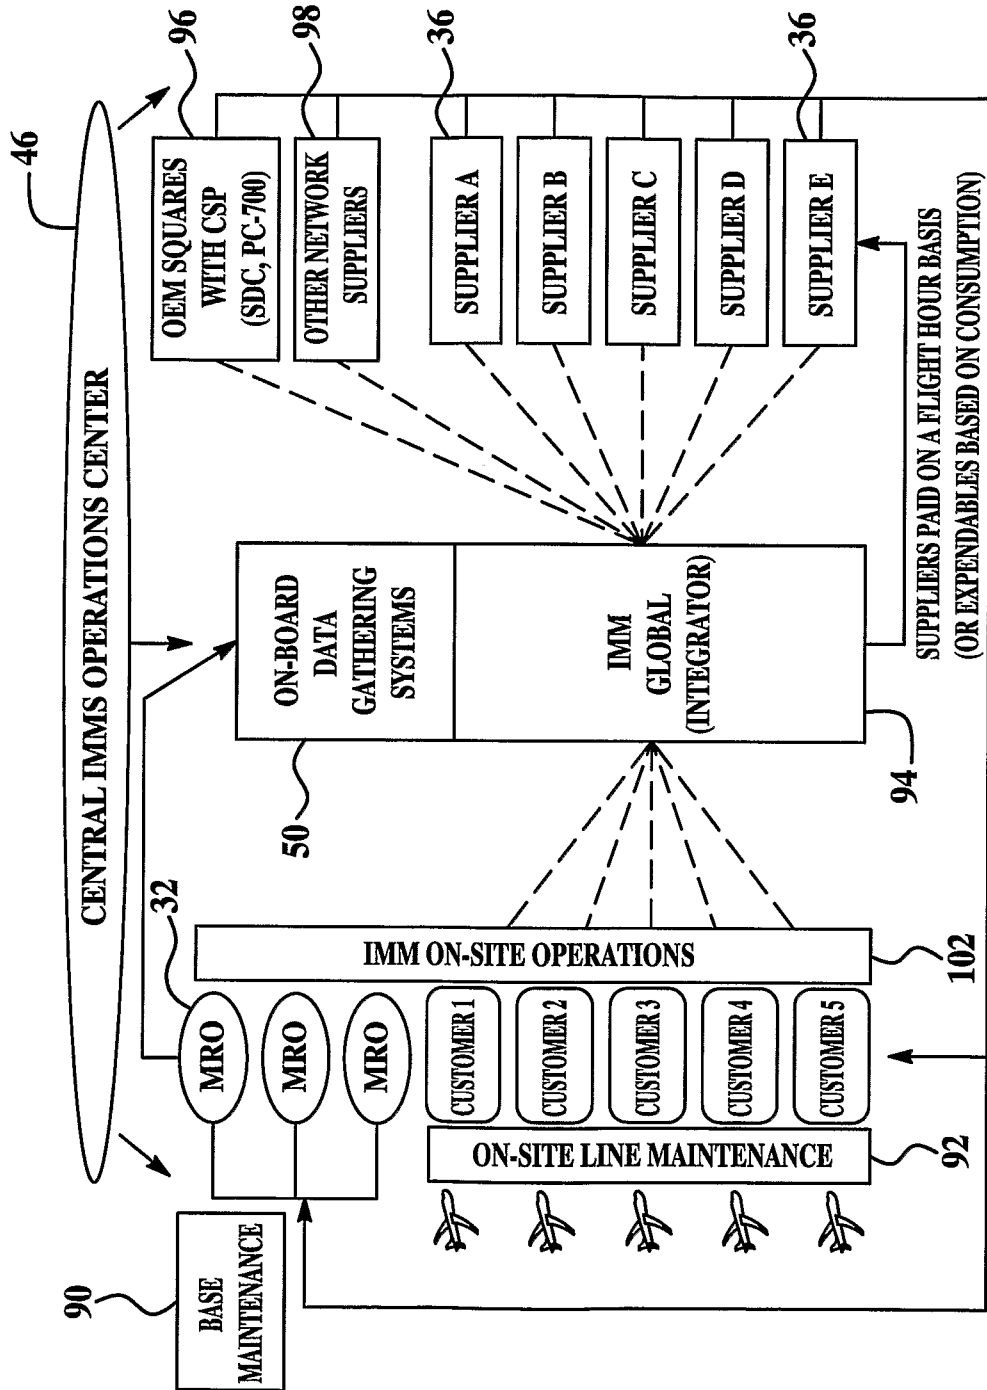 46
CENTRAL IMMS OPERATIONS CENTER
90
BASE
MAINTENANCE
32
MRO
MRO
MRO
CUSTOMER 1
CUSTOMER 2
CUSTOMER 3
CUSTOMER 4
CUSTOMER 5
ON-SITE LINE MAINTENANCE
92
IMM ON-SITE OPERATIONS
102
50
ON-BOARD
DATA
GATHERING
SYSTEMS
IMM
GLOBAL
(INTEGRATOR)
94
OEM SQUARES
WITH CSP
(SDC, PC-700)
96
OTHER NETWORK
SUPPLIERS
98
SUPPLIER A
36
SUPPLIER B
SUPPLIER C
SUPPLIER D
SUPPLIER E
36
SUPPLIERS PAID ON A FLIGHT HOUR BASIS
(OR EXPENDABLES BASED ON CONSUMPTION)